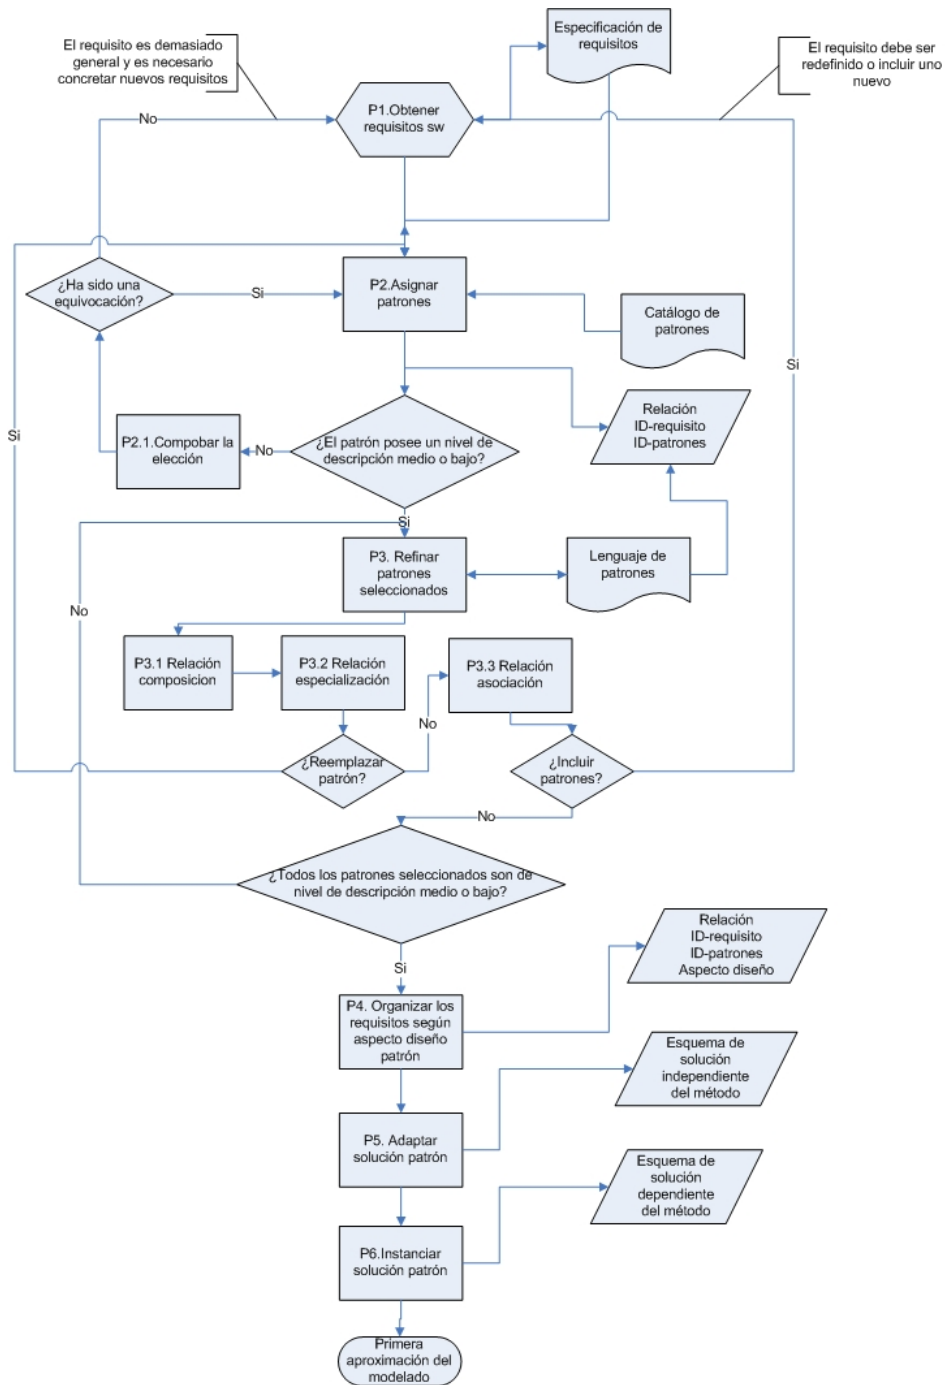 El requisito es demasiado
general y es necesario
concretar nuevos requisitos
Especificación de
requisitos
El requisito debe ser
redefinido o incluir uno
nuevo
No
P1.Obtener
requisitos sw
¿Ha sido una
equivocación?
Si
P2.Asignar
patrones
Catálogo de
patrones
Si
Si
P2.1.Compobar la
elección
No
¿El patrón posee un nivel de
descripción medio o bajo?
Relación
ID-requisito
ID-patrones
Si
P3. Refinar
patrones
seleccionados
Lenguaje de
patrones
No
P3.1 Relación
composicion
P3.2 Relación
especialización
P3.3 Relación
asociación
No
¿Reemplazar
patrón?
¿Incluir
patrones?
No
¿Todos los patrones seleccionados son de
nivel de descripción medio o bajo?
Relación
ID-requisito
ID-patrones
Aspecto diseño
Si
P4. Organizar los
requisitos según
aspecto diseño
patrón
Esquema de
solución
independiente
del método
P5. Adaptar
solución patrón
Esquema de
solución
dependiente
del método
P6.Instanciar
solución patrón
Primera
aproximación del
modelado